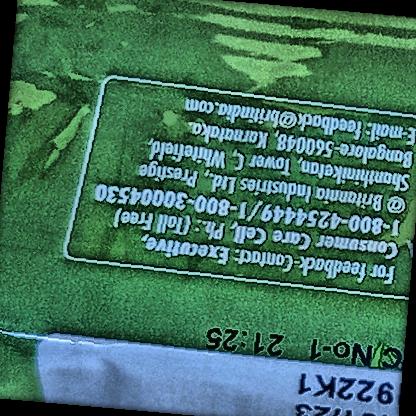 For feedback-Contact: Executive,
Consumer Care Cell, Ph.: (Toll Free)
1-800-4254449/1-800-30004530
@ Britannia Industries Ltd., Prestige
Shantiniketan, Tower C, Whitefield,
Bangalore-560048, Karnataka.
E-mail: feedback@britindia.com
C/No-1 21:25
922K1